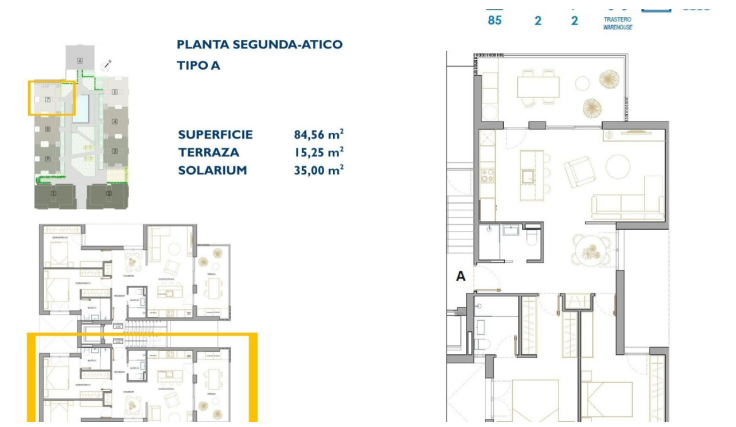 PLANTA SEGUNDA-ATICO
TIPO A
SUPERFICIE 84,56 m²
TERRAZA 15,25 m²
SOLARIUM 35,00 m²
85 2 2 TRASTERO
WAREHOUSE
A